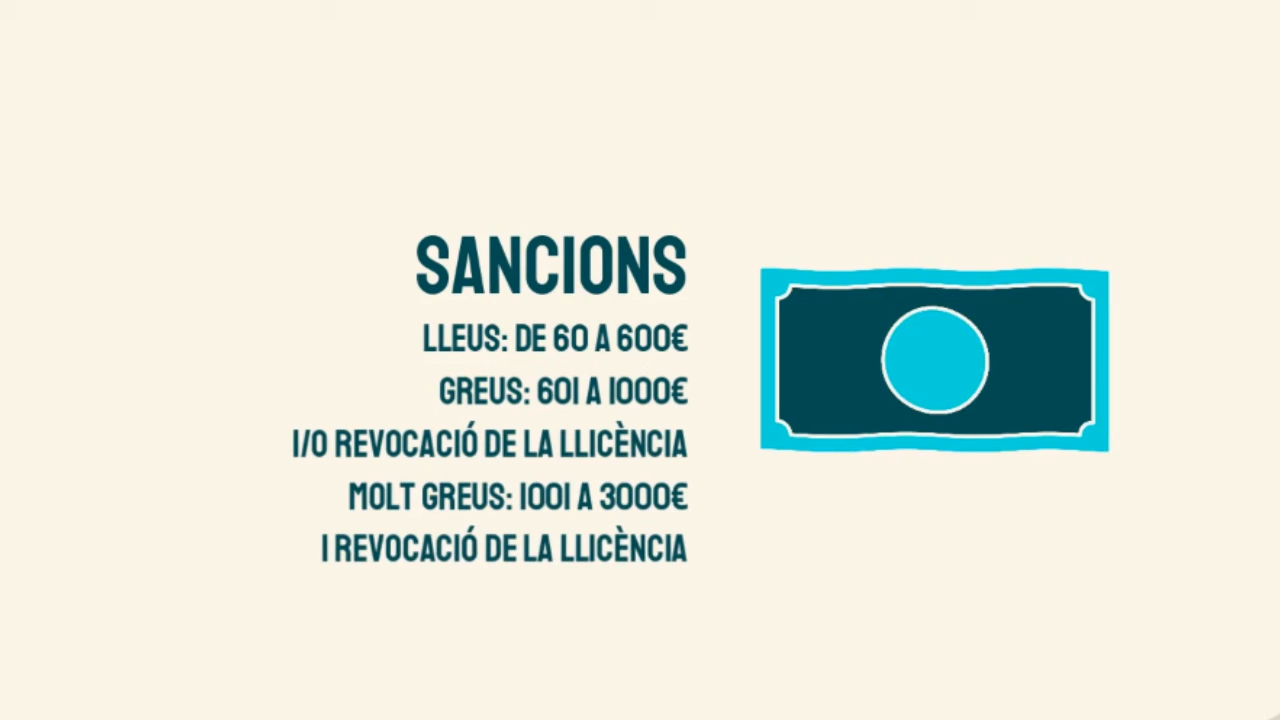 SANCIONS
LLEUS: DE 60 A 600€
GREUS: 601 A 1000€
I/O REVOCACIÓ DE LA LLICÈNCIA
MOLT GREUS: 1001 A 3000€
I REVOCACIÓ DE LA LLICÈNCIA